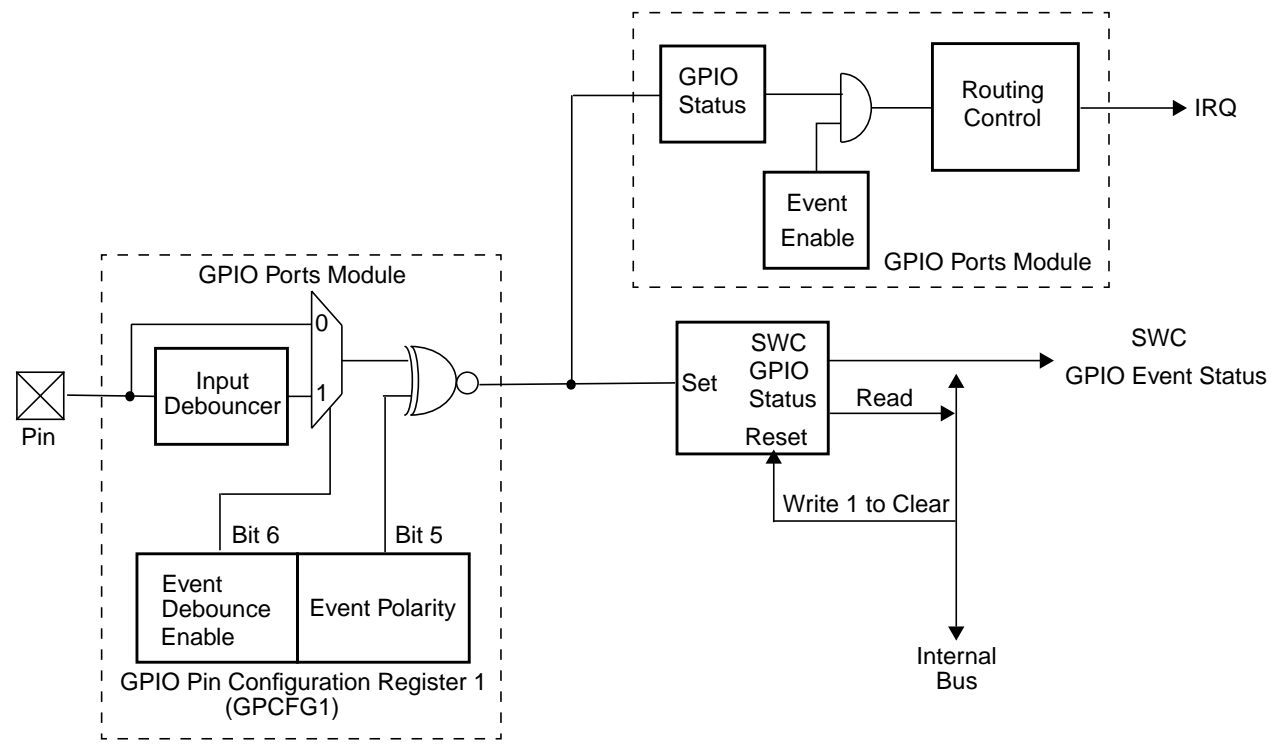 GPIO
Status
Routing
Control
IRQ
Event
Enable
GPIO Ports Module
GPIO Ports Module
0
Input
Debouncer
1
Pin
Bit 6
Bit 5
Event
Debounce
Enable
Event Polarity
GPIO Pin Configuration Register 1
(GPCFG1)
Set
SWC
GPIO
Status
Reset
Read
SWC
GPIO Event Status
Write 1 to Clear
Internal
Bus